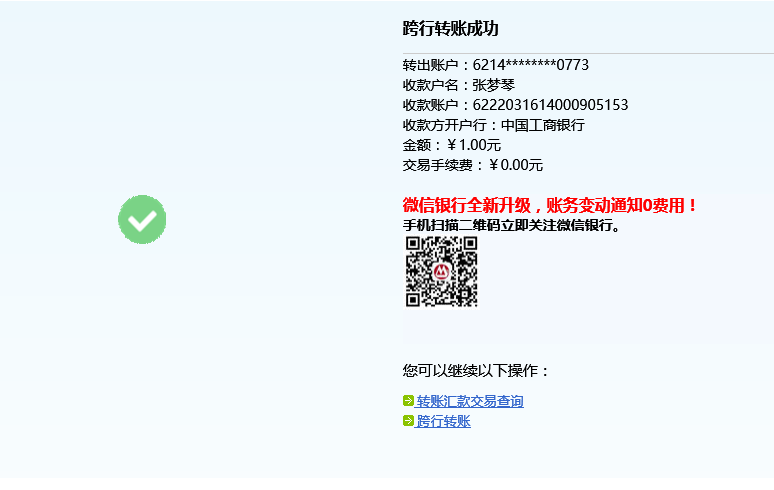 跨行转账成功
转出账户：6214********0773
收款户名：张梦琴
收款账户：6222031614000905153
收款方开户行：中国工商银行
金额：￥1.00元
交易手续费：￥0.00元
微信银行全新升级，账务变动通知0费用！
手机扫描二维码立即关注微信银行。
您可以继续以下操作：
转账汇款交易查询
跨行转账